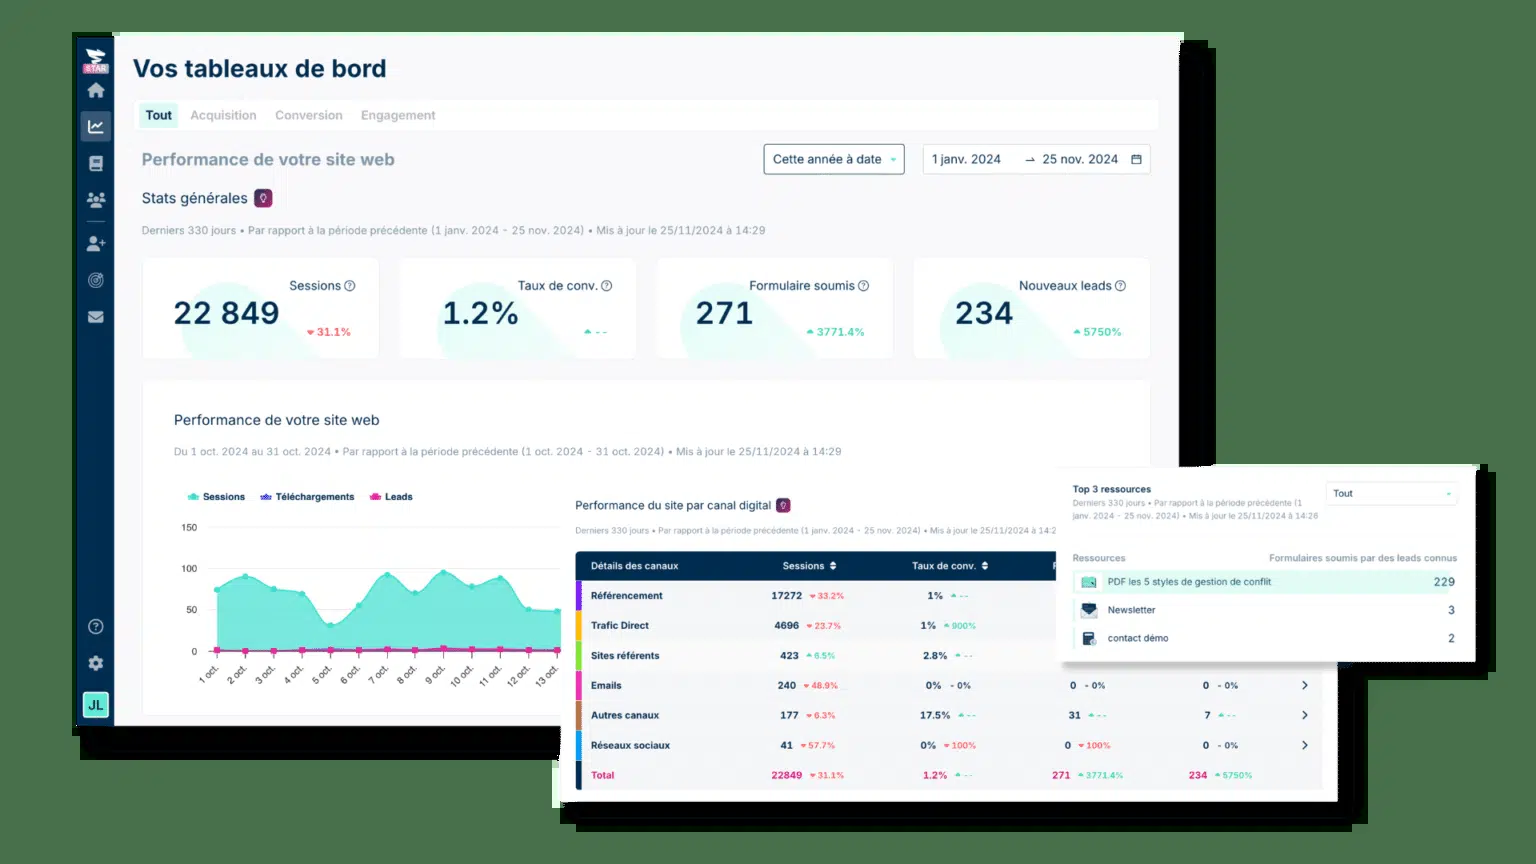 STAR
Vos tableaux de bord
Tout Acquisition Conversion Engagement
Performance de votre site web
Cette année à date
1 janv. 2024 → 25 nov. 2024
Stats générales
Derniers 330 jours • Par rapport à la période précédente (1 janv. 2024 - 25 nov. 2024) • Mis à jour le 25/11/2024 à 14:29
Sessions
22 849
31.1%
Taux de conv.
1.2%
--
Formulaire soumis
271
3771.4%
Nouveaux leads
234
5750%
Performance de votre site web
Du 1 oct. 2024 au 31 oct. 2024 • Par rapport à la période précédente (1 oct. 2024 - 31 oct. 2024) • Mis à jour le 25/11/2024 à 14:29
Sessions Téléchargements Leads
150
100
50
0
1 oct. 2 oct. 3 oct. 4 oct. 5 oct. 6 oct. 7 oct. 8 oct. 9 oct. 10 oct. 11 oct. 12 oct. 13 oct.
JL
Performance du site par canal digital
Derniers 330 jours • Par rapport à la période précédente (1 janv. 2024 - 25 nov. 2024) • Mis à jour le 25/11/2024 à 14:2
Détails des canaux Sessions Taux de conv. F
Référencement 17272 33.2% 1% --
Trafic Direct 4696 23.7% 1% 900%
Sites référents 423 6.5% 2.8% --
Emails 240 48.9% 0% - 0% 0 - 0% 0 - 0%
Autres canaux 177 6.3% 17.5% -- 31 -- 7 --
Réseaux sociaux 41 57.7% 0% 100% 0 100% 0 - 0%
Total 22849 31.1% 1.2% -- 271 3771.4% 234 5750%
Top 3 ressources
Derniers 330 jours • Par rapport à la période précédente (1
janv. 2024 - 25 nov. 2024) • Mis à jour le 25/11/2024 à 14:26
Tout
Ressources Formulaires soumis par des leads connus
PDF les 5 styles de gestion de conflit 229
Newsletter 3
contact démo 2